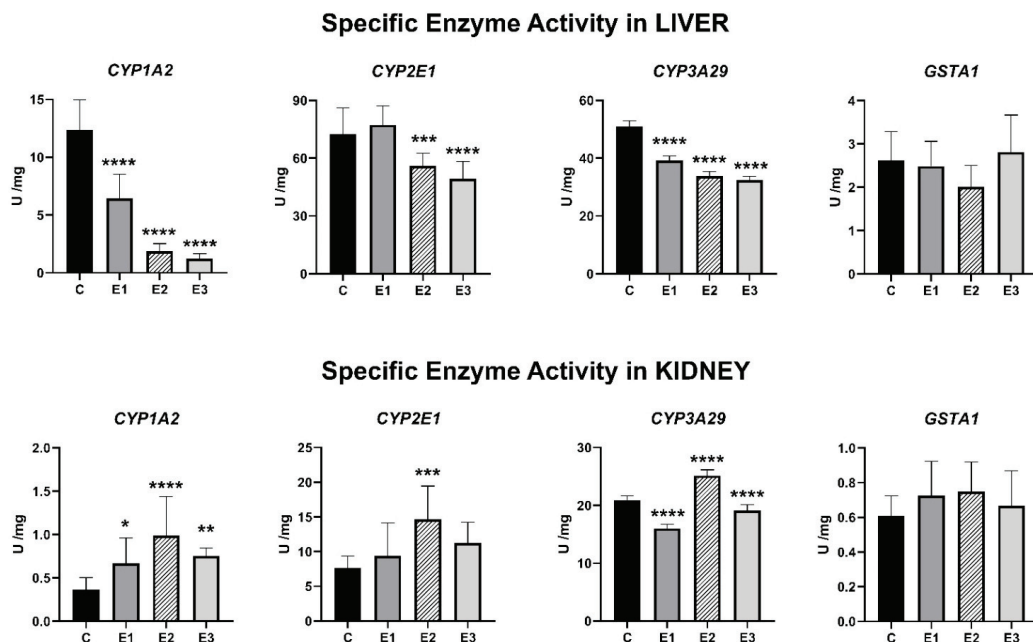 Specific Enzyme Activity in LIVER
CYP1A2
CYP2E1
CYP3A29
GSTA1
U /mg
15
10
5
0
****
****
****
C E1 E2 E3
U /mg
90
60
30
0
***
****
C E1 E2 E3
U /mg
60
40
20
0
****
****
****
C E1 E2 E3
U /mg
4
3
2
1
0
C E1 E2 E3
Specific Enzyme Activity in KIDNEY
CYP1A2
CYP2E1
CYP3A29
GSTA1
U /mg
2.0
1.5
1.0
0.5
0.0
*
****
**
C E1 E2 E3
U /mg
25
20
15
10
5
0
***
C E1 E2 E3
U /mg
30
20
10
0
****
****
****
C E1 E2 E3
U /mg
1.0
0.8
0.6
0.4
0.2
0.0
C E1 E2 E3